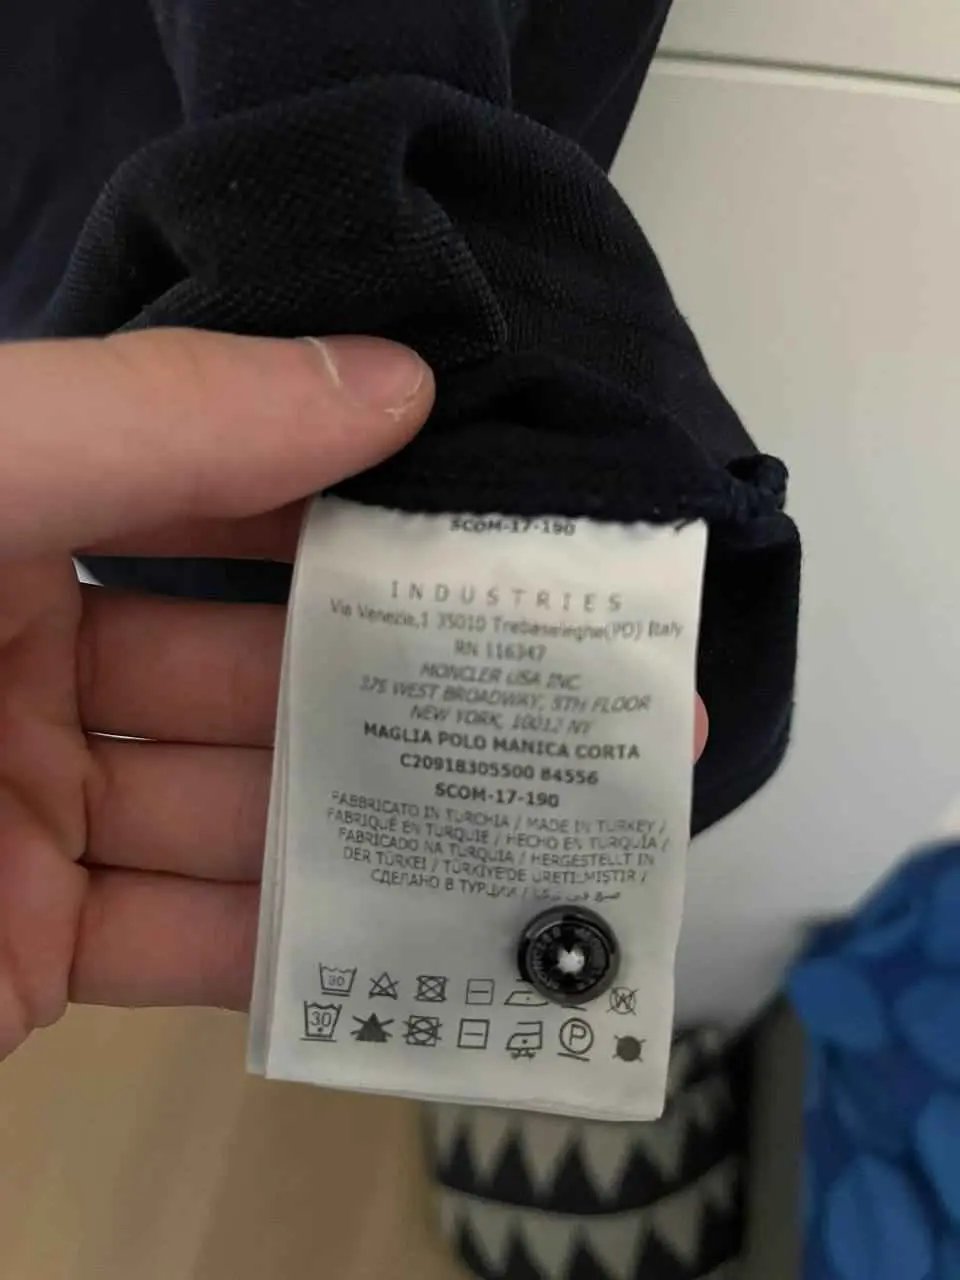 SCOM-17-190
INDUSTRIES
Via Venezia,1 35010 Trebaseleghe(PD) Italy
RN 116347
MONCLER USA INC
375 WEST BROADWAY, 5TH FLOOR
NEW YORK, 10012 NY
MAGLIA POLO MANICA CORTA
C20918305500 84556
SCOM-17-190
FABBRICATO IN TURCHIA / MADE IN TURKEY /
FABRIQUÉ EN TURQUIE / HECHO EN TURQUÍA /
FABRICADO NA TURQUIA / HERGESTELLT IN
DER TÜRKEI / TÜRKIYE'DE ÜRETILMIŞTIR /
СДЕЛАНО В ТУРЦИИ /
30
W
30
P